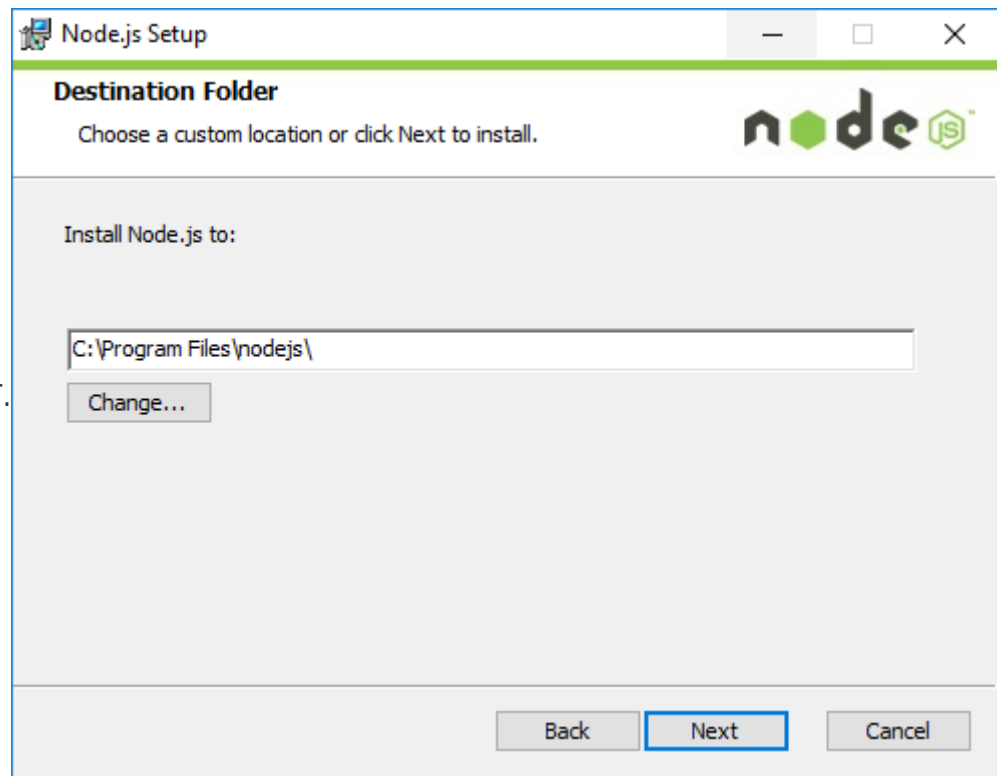 Node.js Setup
Destination Folder
Choose a custom location or click Next to install.
node JS™
Install Node.js to:
C:\Program Files\nodejs\
Change...
Back Next Cancel